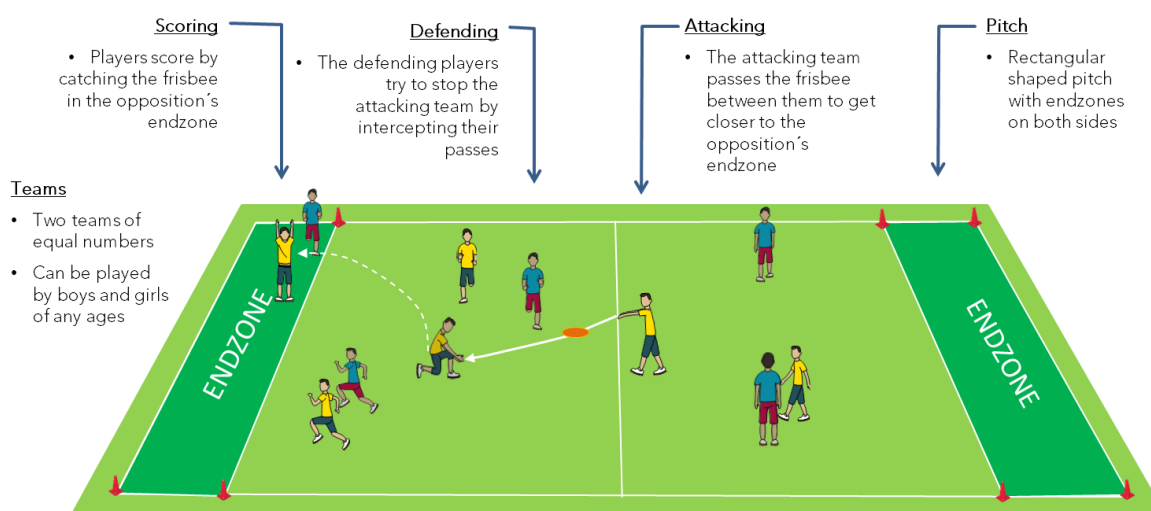 Scoring
• Players score by
catching the frisbee
in the opposition´s
endzone
Defending
• The defending players
try to stop the
attacking team by
intercepting their
passes
Attacking
• The attacking team
passes the frisbee
between them to get
closer to the
opposition´s
endzone
Pitch
• Rectangular
shaped pitch
with endzones
on both sides
Teams
• Two teams of
equal numbers
• Can be played
by boys and girls
of any ages
ENDZONE
ENDZONE